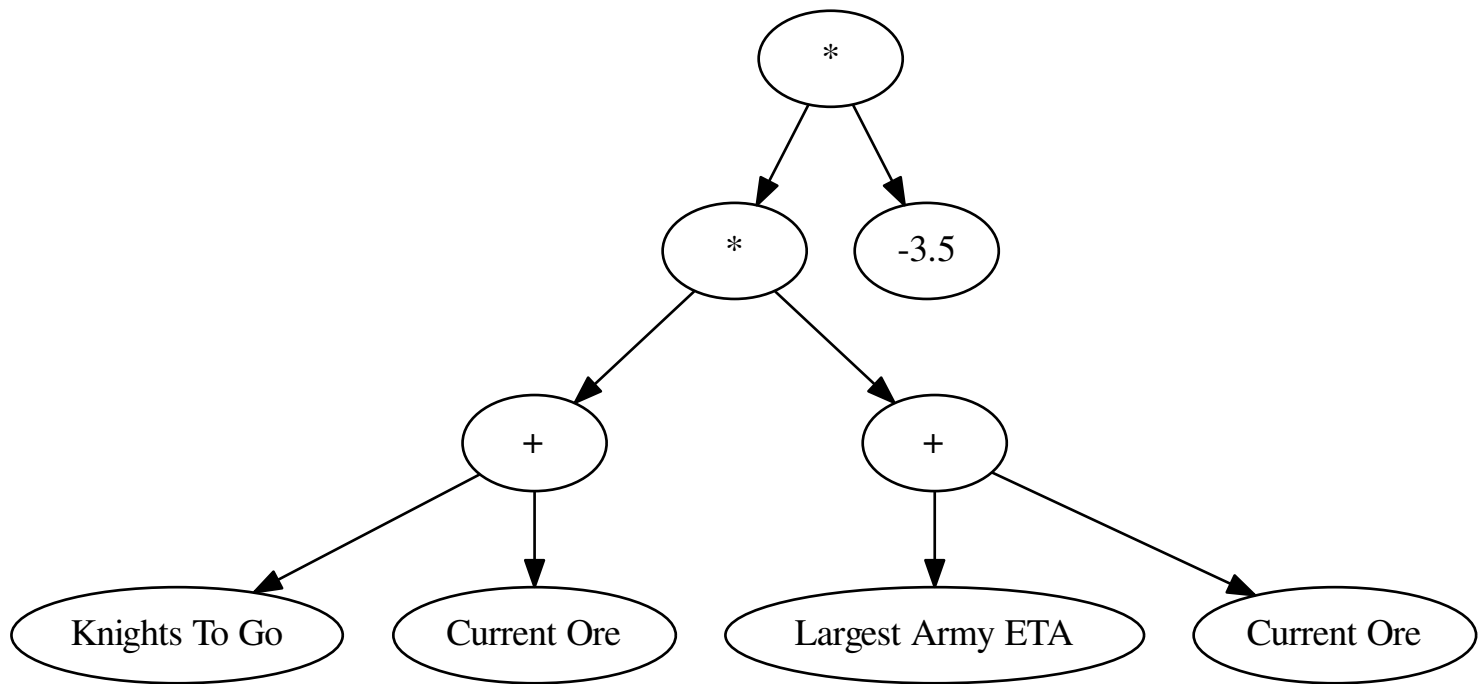 *
*
-3.5
+
+
Knights To Go
Current Ore
Largest Army ETA
Current Ore